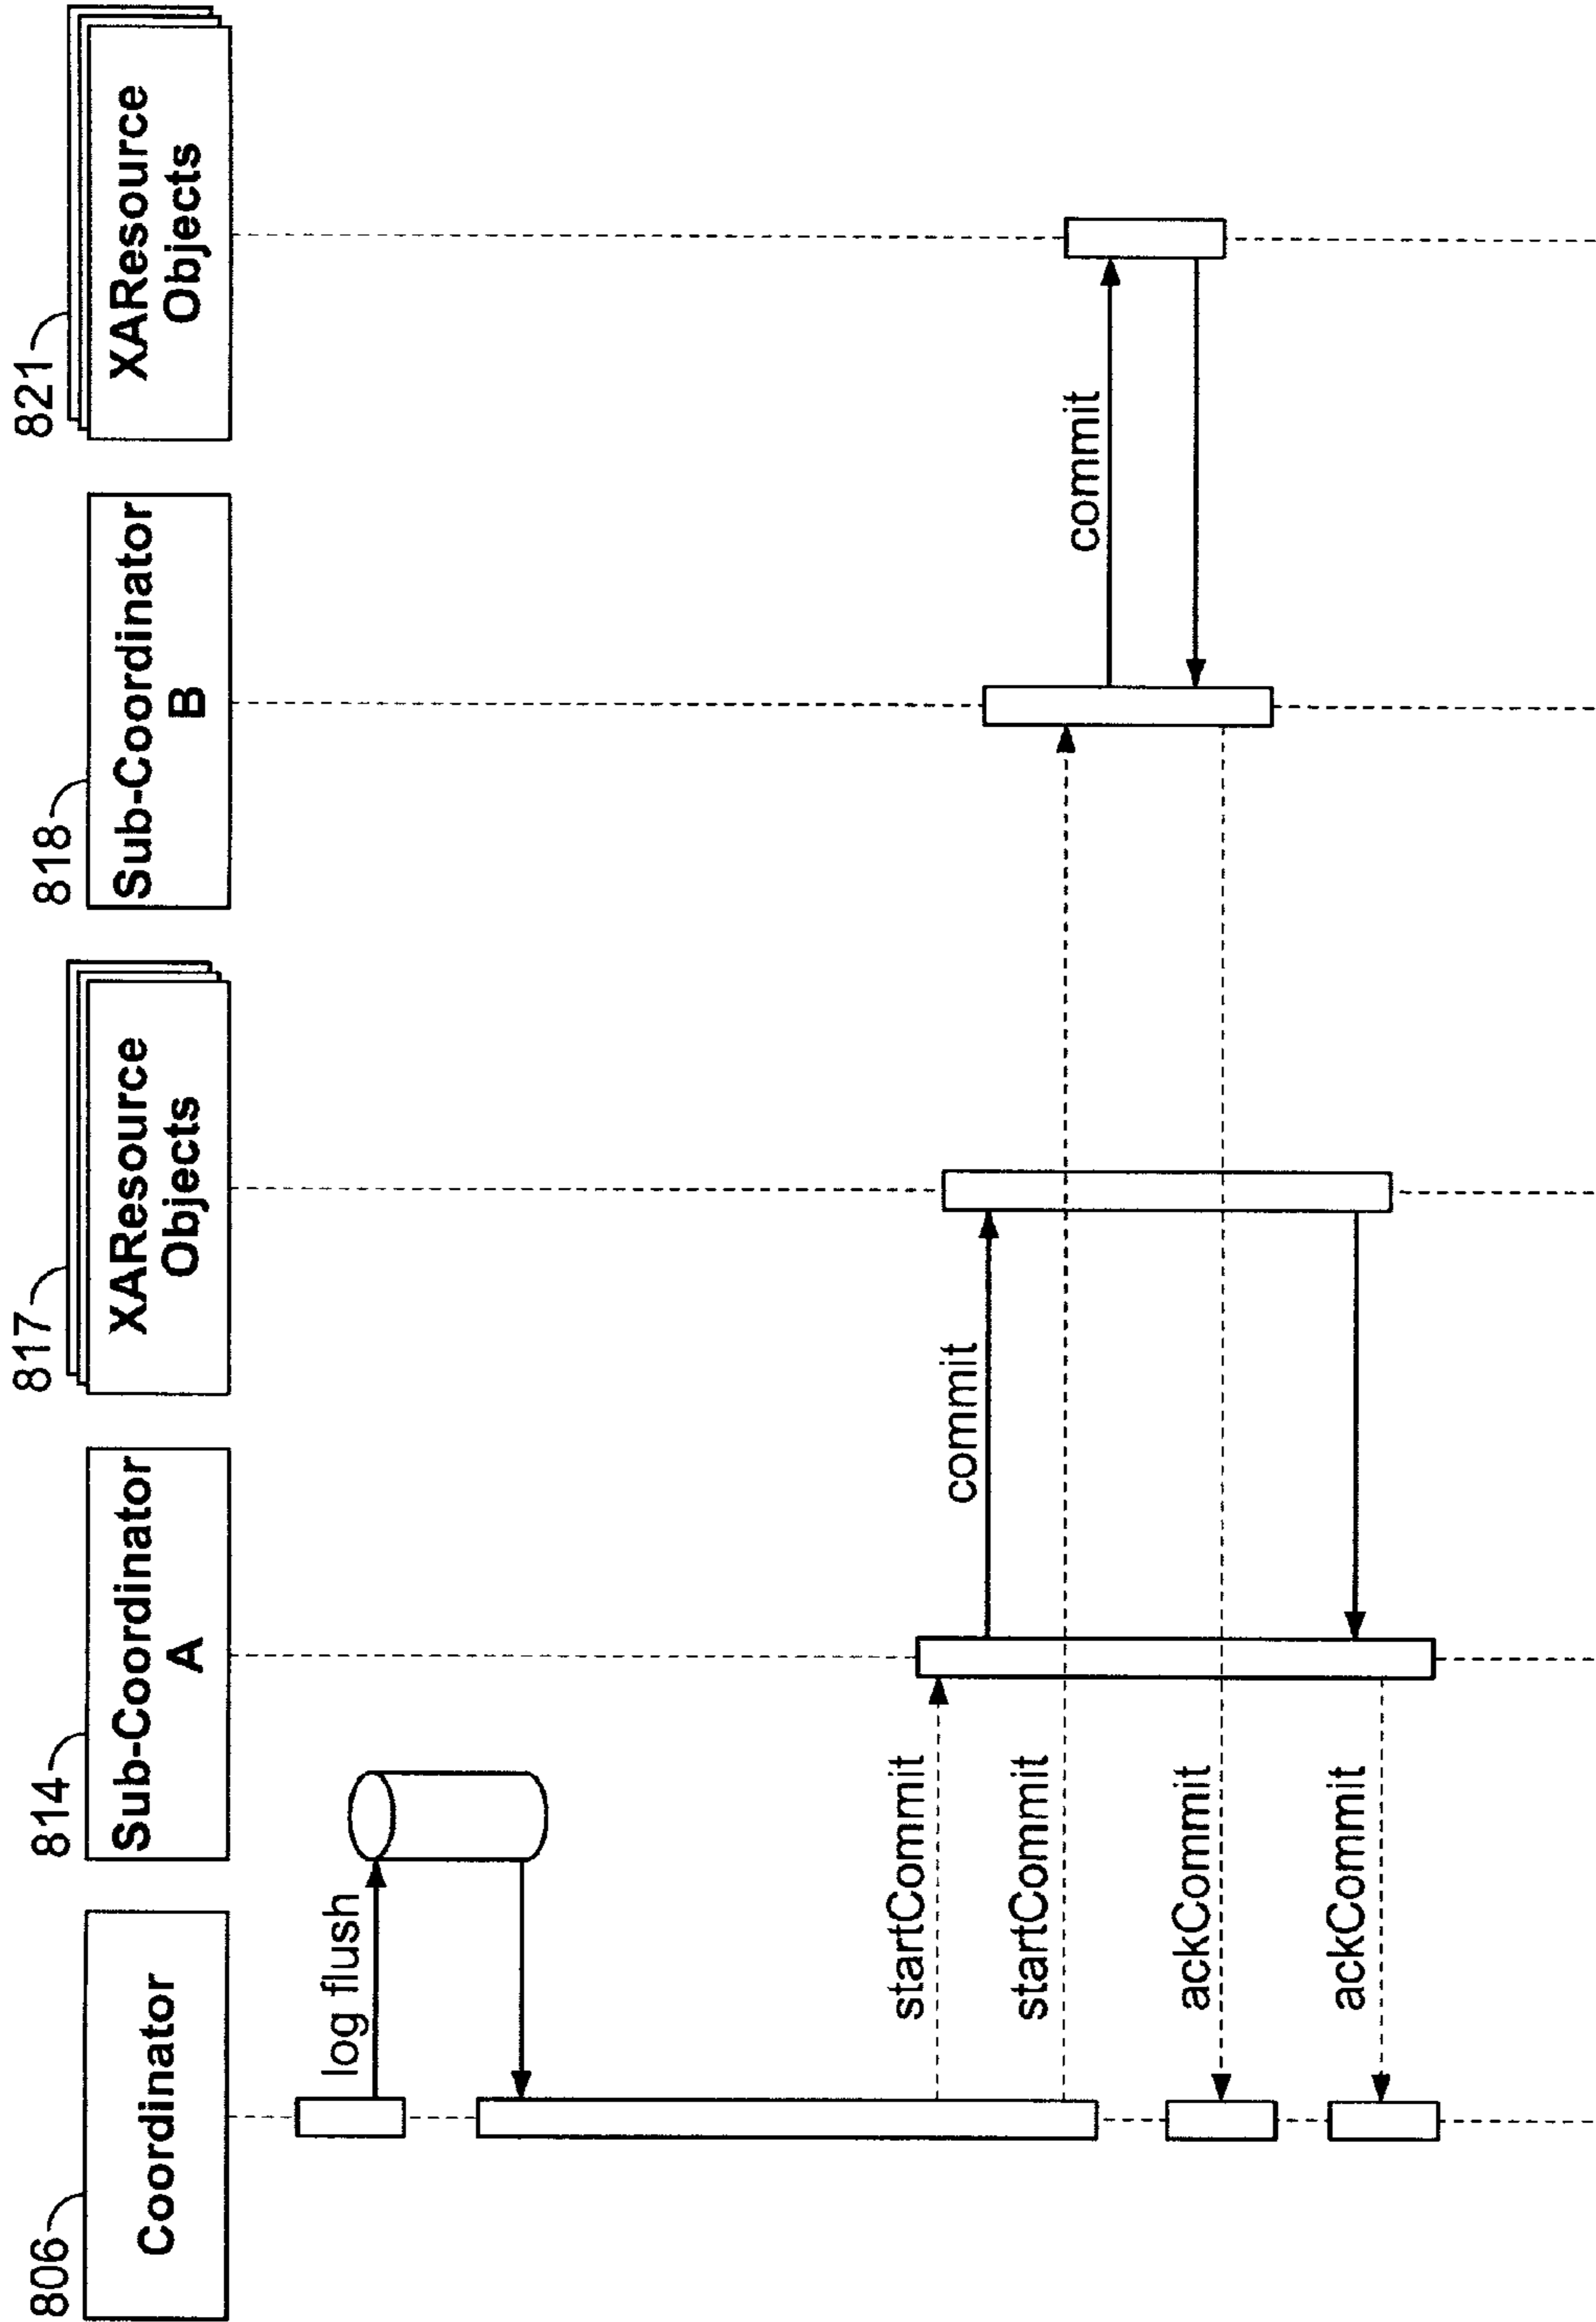 806
Coordinator
814
Sub-Coordinator
A
817
XAResource
Objects
818
Sub-Coordinator
B
821
XAResource
Objects
log flush
startCommit
commit
startCommit
commit
ackCommit
ackCommit